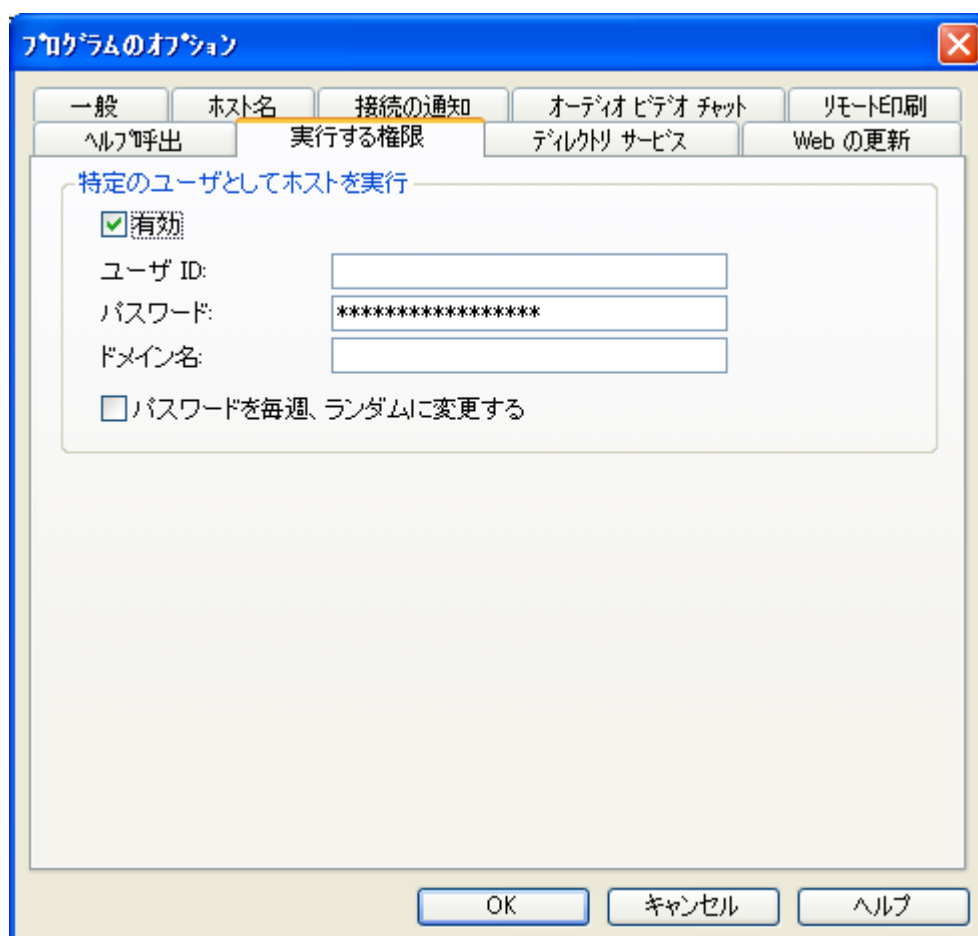 プログラムのオプション
一般 ホスト名 接続の通知 オーディオ ビデオ チャット リモート印刷
ヘルプ呼出 実行する権限 ディレクトリ サービス Web の更新
特定のユーザとしてホストを実行
有効
ユーザ ID:
パスワード: *****************
ドメイン名:
パスワードを毎週、ランダムに変更する
OK キャンセル ヘルプ